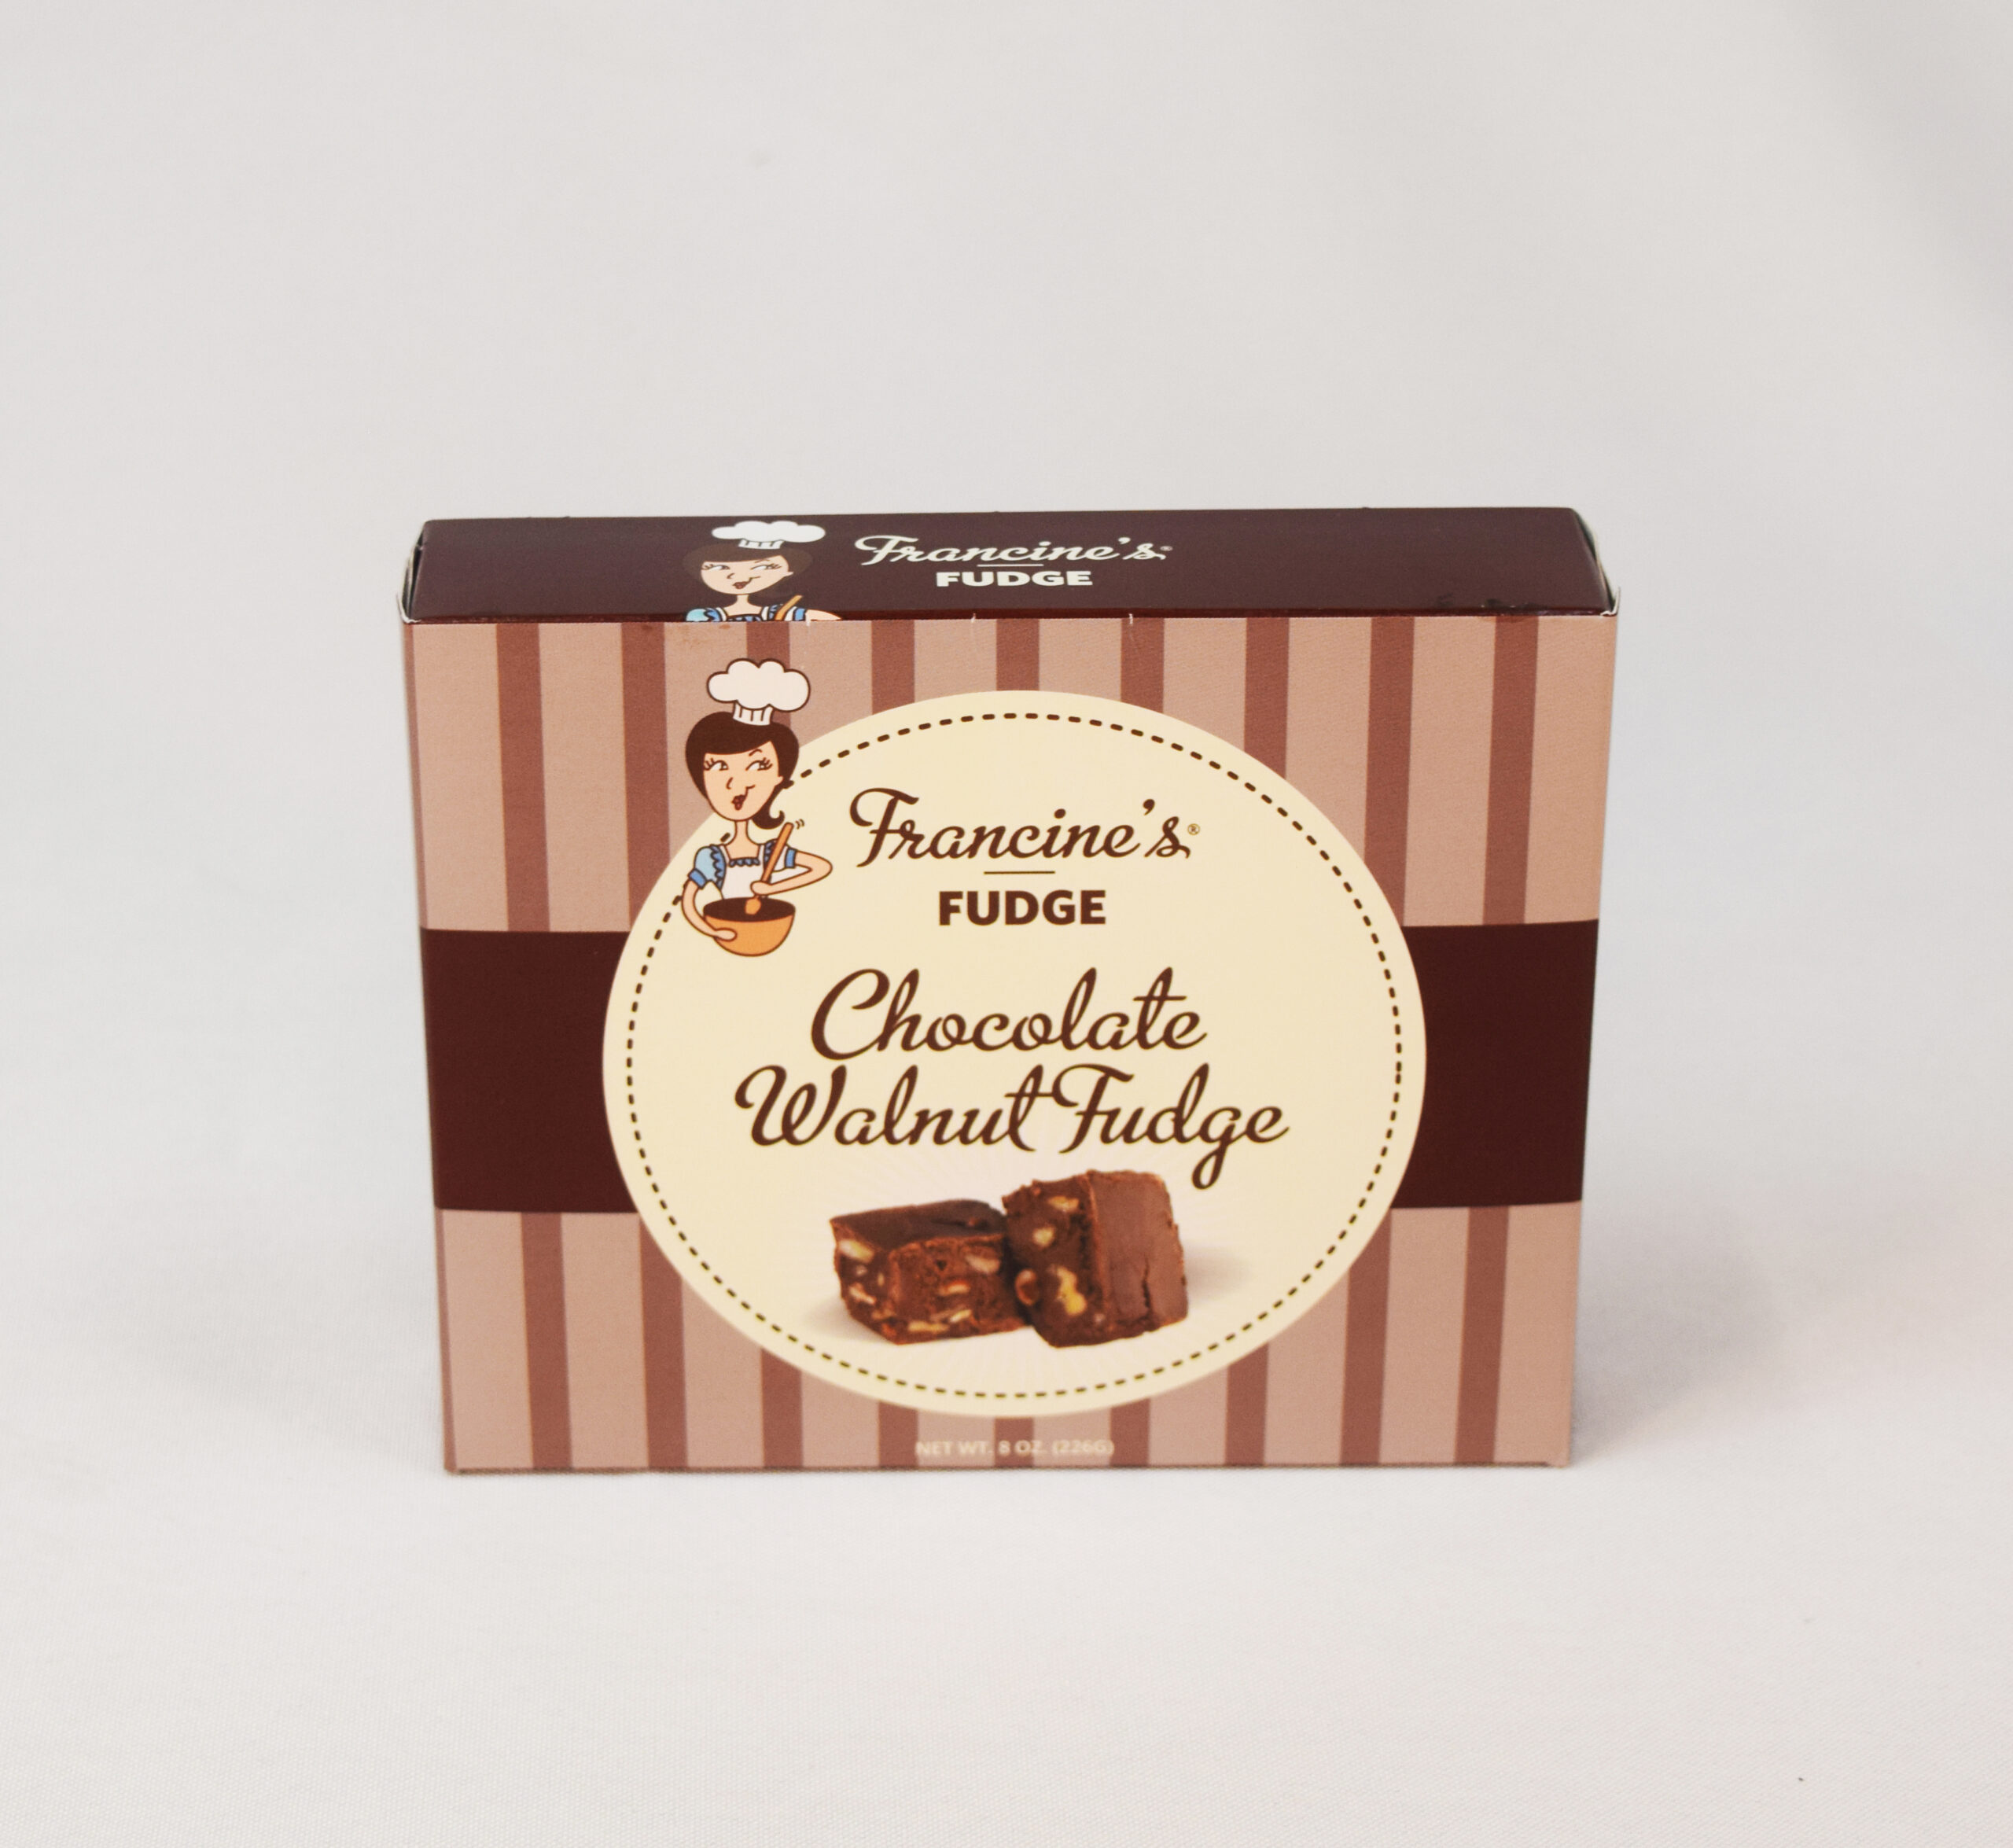 Francine's®
FUDGE
Francine's®
FUDGE
Chocolate
Walnut Fudge
NET WT. 8 OZ. (226G)